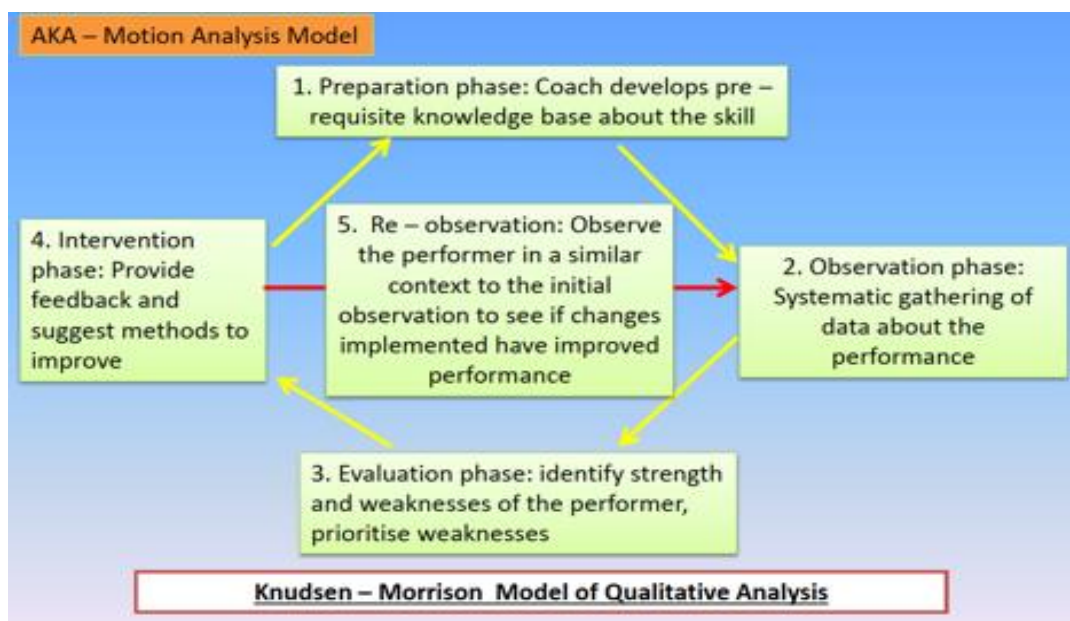 AKA – Motion Analysis Model
1. Preparation phase: Coach develops pre –
requisite knowledge base about the skill
4. Intervention
phase: Provide
feedback and
suggest methods to
improve
5. Re – observation: Observe
the performer in a similar
context to the initial
observation to see if changes
implemented have improved
performance
2. Observation phase:
Systematic gathering of
data about the
performance
3. Evaluation phase: identify strength
and weaknesses of the performer,
prioritise weaknesses
Knudsen – Morrison Model of Qualitative Analysis